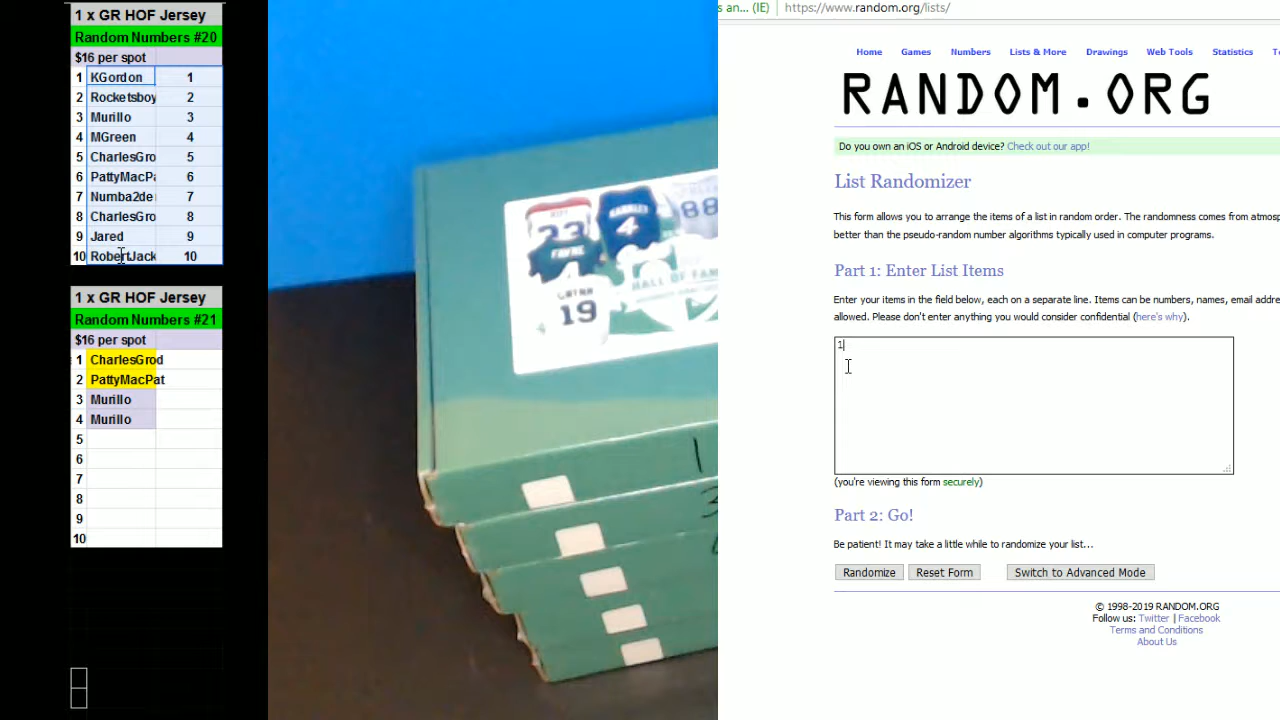 1 x GR HOF Jersey
Random Numbers #20
$16 per spot
1 KGordon 1
2 Rocketsboy 2
3 Murillo 3
4 MGreen 4
5 CharlesGro 5
6 PattyMacPa 6
7 Numba2de 7
8 CharlesGro 8
9 Jared 9
10 RobertJack 10
1 x GR HOF Jersey
Random Numbers #21
$16 per spot
1 CharlesGrod
2 PattyMacPat
3 Murillo
4 Murillo
5
6
7
8
9
10
23
4
88
4
19
HALL OF FAME
1
an... (IE) https://www.random.org/lists/
Home Games Numbers Lists & More Drawings Web Tools Statistics
RANDOM.ORG
Do you own an iOS or Android device? Check out our app!
List Randomizer
This form allows you to arrange the items of a list in random order. The randomness comes from atmosp
better than the pseudo-random number algorithms typically used in computer programs.
Part 1: Enter List Items
Enter your items in the field below, each on a separate line. Items can be numbers, names, email addre
allowed. Please don't enter anything you would consider confidential (here's why).
1
(you're viewing this form securely)
Part 2: Go!
Be patient! It may take a little while to randomize your list...
Randomize Reset Form Switch to Advanced Mode
© 1998-2019 RANDOM.ORG
Follow us: Twitter | Facebook
Terms and Conditions
About Us